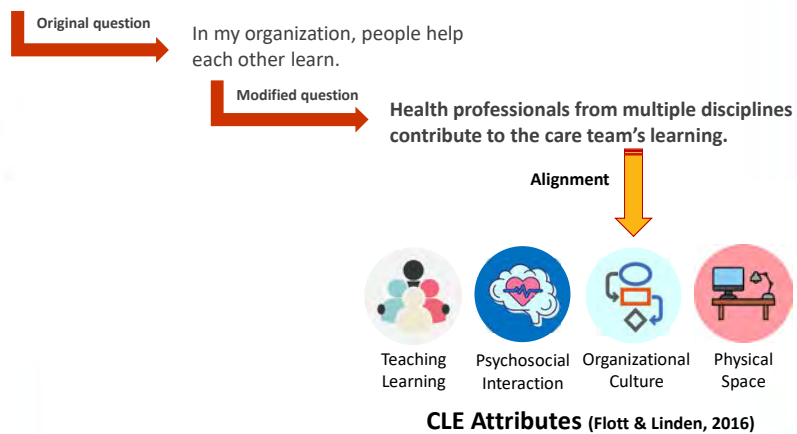 Original question
In my organization, people help
each other learn.
Modified question
Health professionals from multiple disciplines
contribute to the care team's learning.
Alignment
Teaching
Learning
Psychosocial
Interaction
Organizational
Culture
Physical
Space
CLE Attributes (Flott & Linden, 2016)